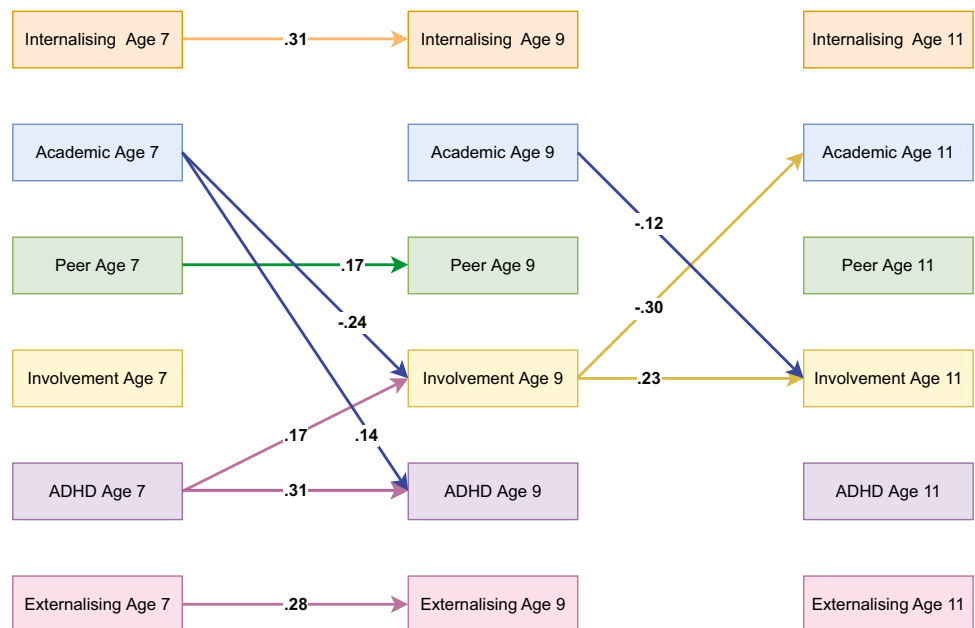 Internalising Age 7
.31
Internalising Age 9
Internalising Age 11
Academic Age 7
Academic Age 9
Academic Age 11
-.12
Peer Age 7
.17
Peer Age 9
Peer Age 11
-.24
-.30
Involvement Age 7
Involvement Age 9
.23
Involvement Age 11
.17
.14
ADHD Age 7
.31
ADHD Age 9
ADHD Age 11
Externalising Age 7
.28
Externalising Age 9
Externalising Age 11